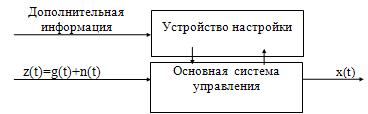 Дополнительная
информация
Устройство настройки
z(t)=g(t)+n(t)
Основная система
управления
x(t)